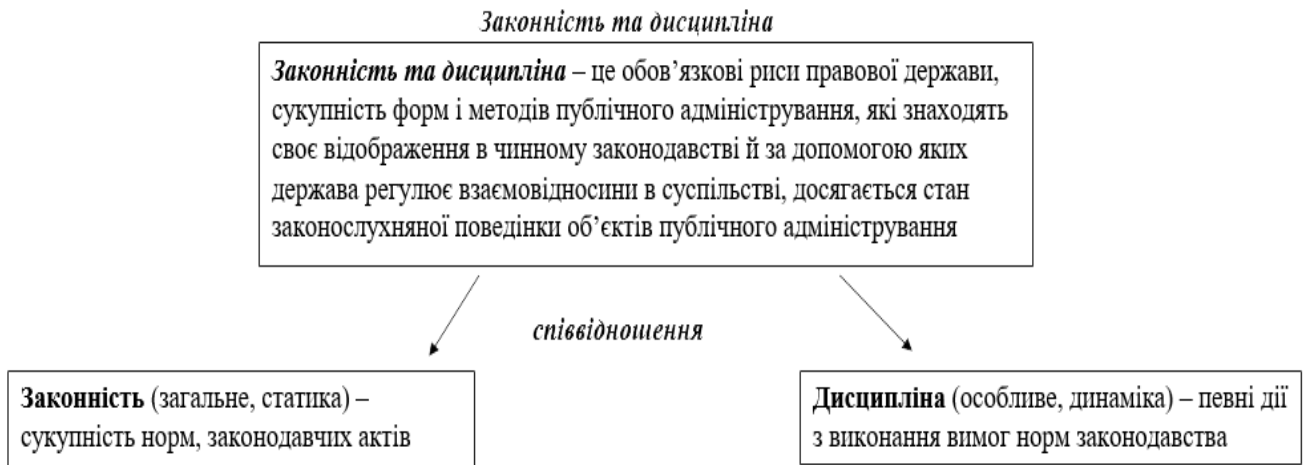 Законність та дисципліна
Законність та дисципліна – це обов’язкові риси правової держави,
сукупність форм і методів публічного адміністрування, які знаходять
своє відображення в чинному законодавстві й за допомогою яких
держава регулює взаємовідносини в суспільстві, досягається стан
законослухняної поведінки об’єктів публічного адміністрування
співвідношення
Законність (загальне, статика) –
сукупність норм, законодавчих актів
Дисципліна (особливе, динаміка) – певні дії
з виконання вимог норм законодавства